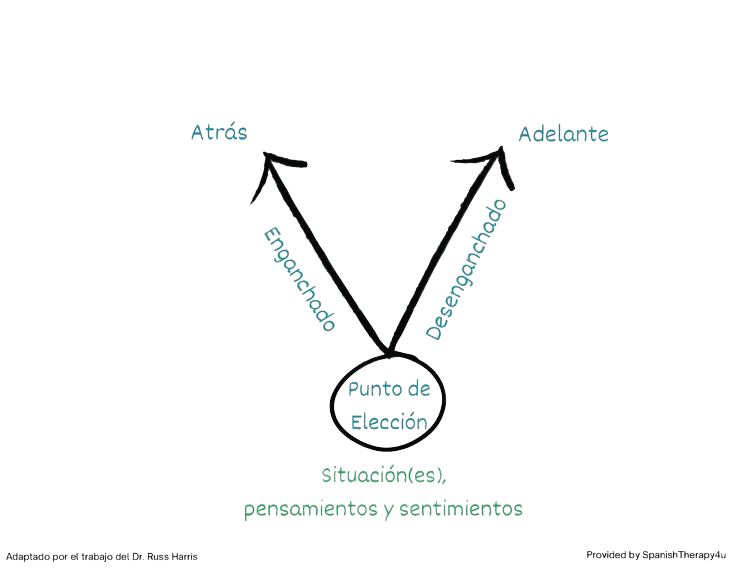 Atrás
Adelante
Enganchado
Desenganchado
Punto de
Elección
Situación(es),
pensamientos y sentimientos
Adaptado por el trabajo del Dr. Russ Harris
Provided by SpanishTherapy4u